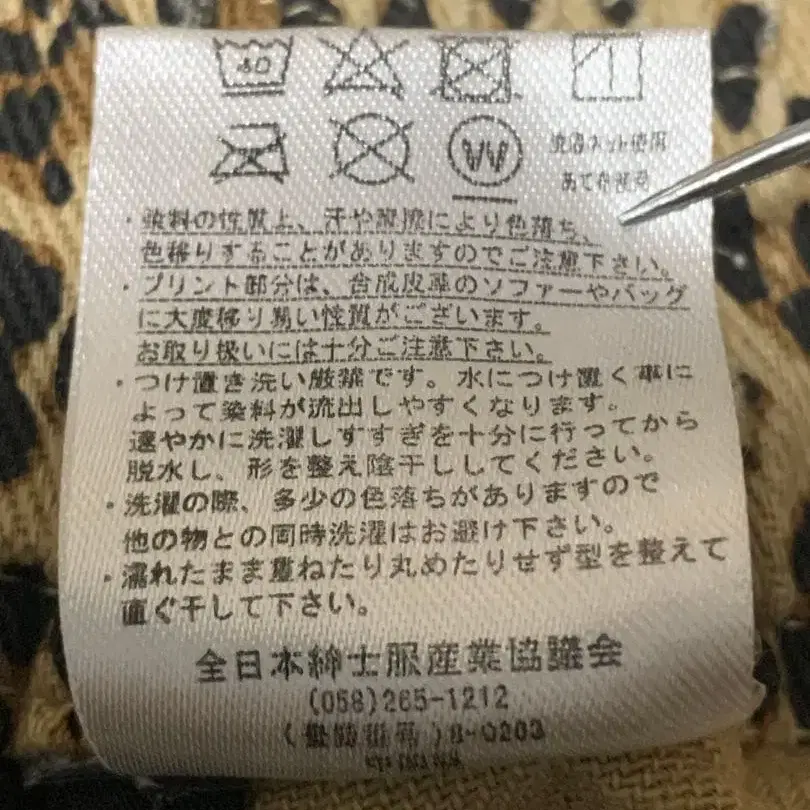 40
W
洗濯ネット使用
あて布使用
・染料の性質上、汗や摩擦により色落ち、
色移りすることがありますのでご注意下さい。
・プリント部分は、合成皮革のソファーやバッグ
に大変移り易い性質がございます。
お取り扱いには十分ご注意下さい。
・つけ置き洗い厳禁です。水につけ置く事に
よって染料が流出しやすくなります。
速やかに洗濯しすすぎを十分に行ってから
脱水し、形を整え陰干ししてください。
・洗濯の際、多少の色落ちがありますので
他の物との同時洗濯はお避け下さい。
・濡れたまま重ねたり丸めたりせず型を整えて
直ぐ干して下さい。
全日本紳士服産業協議会
(058)265-1212